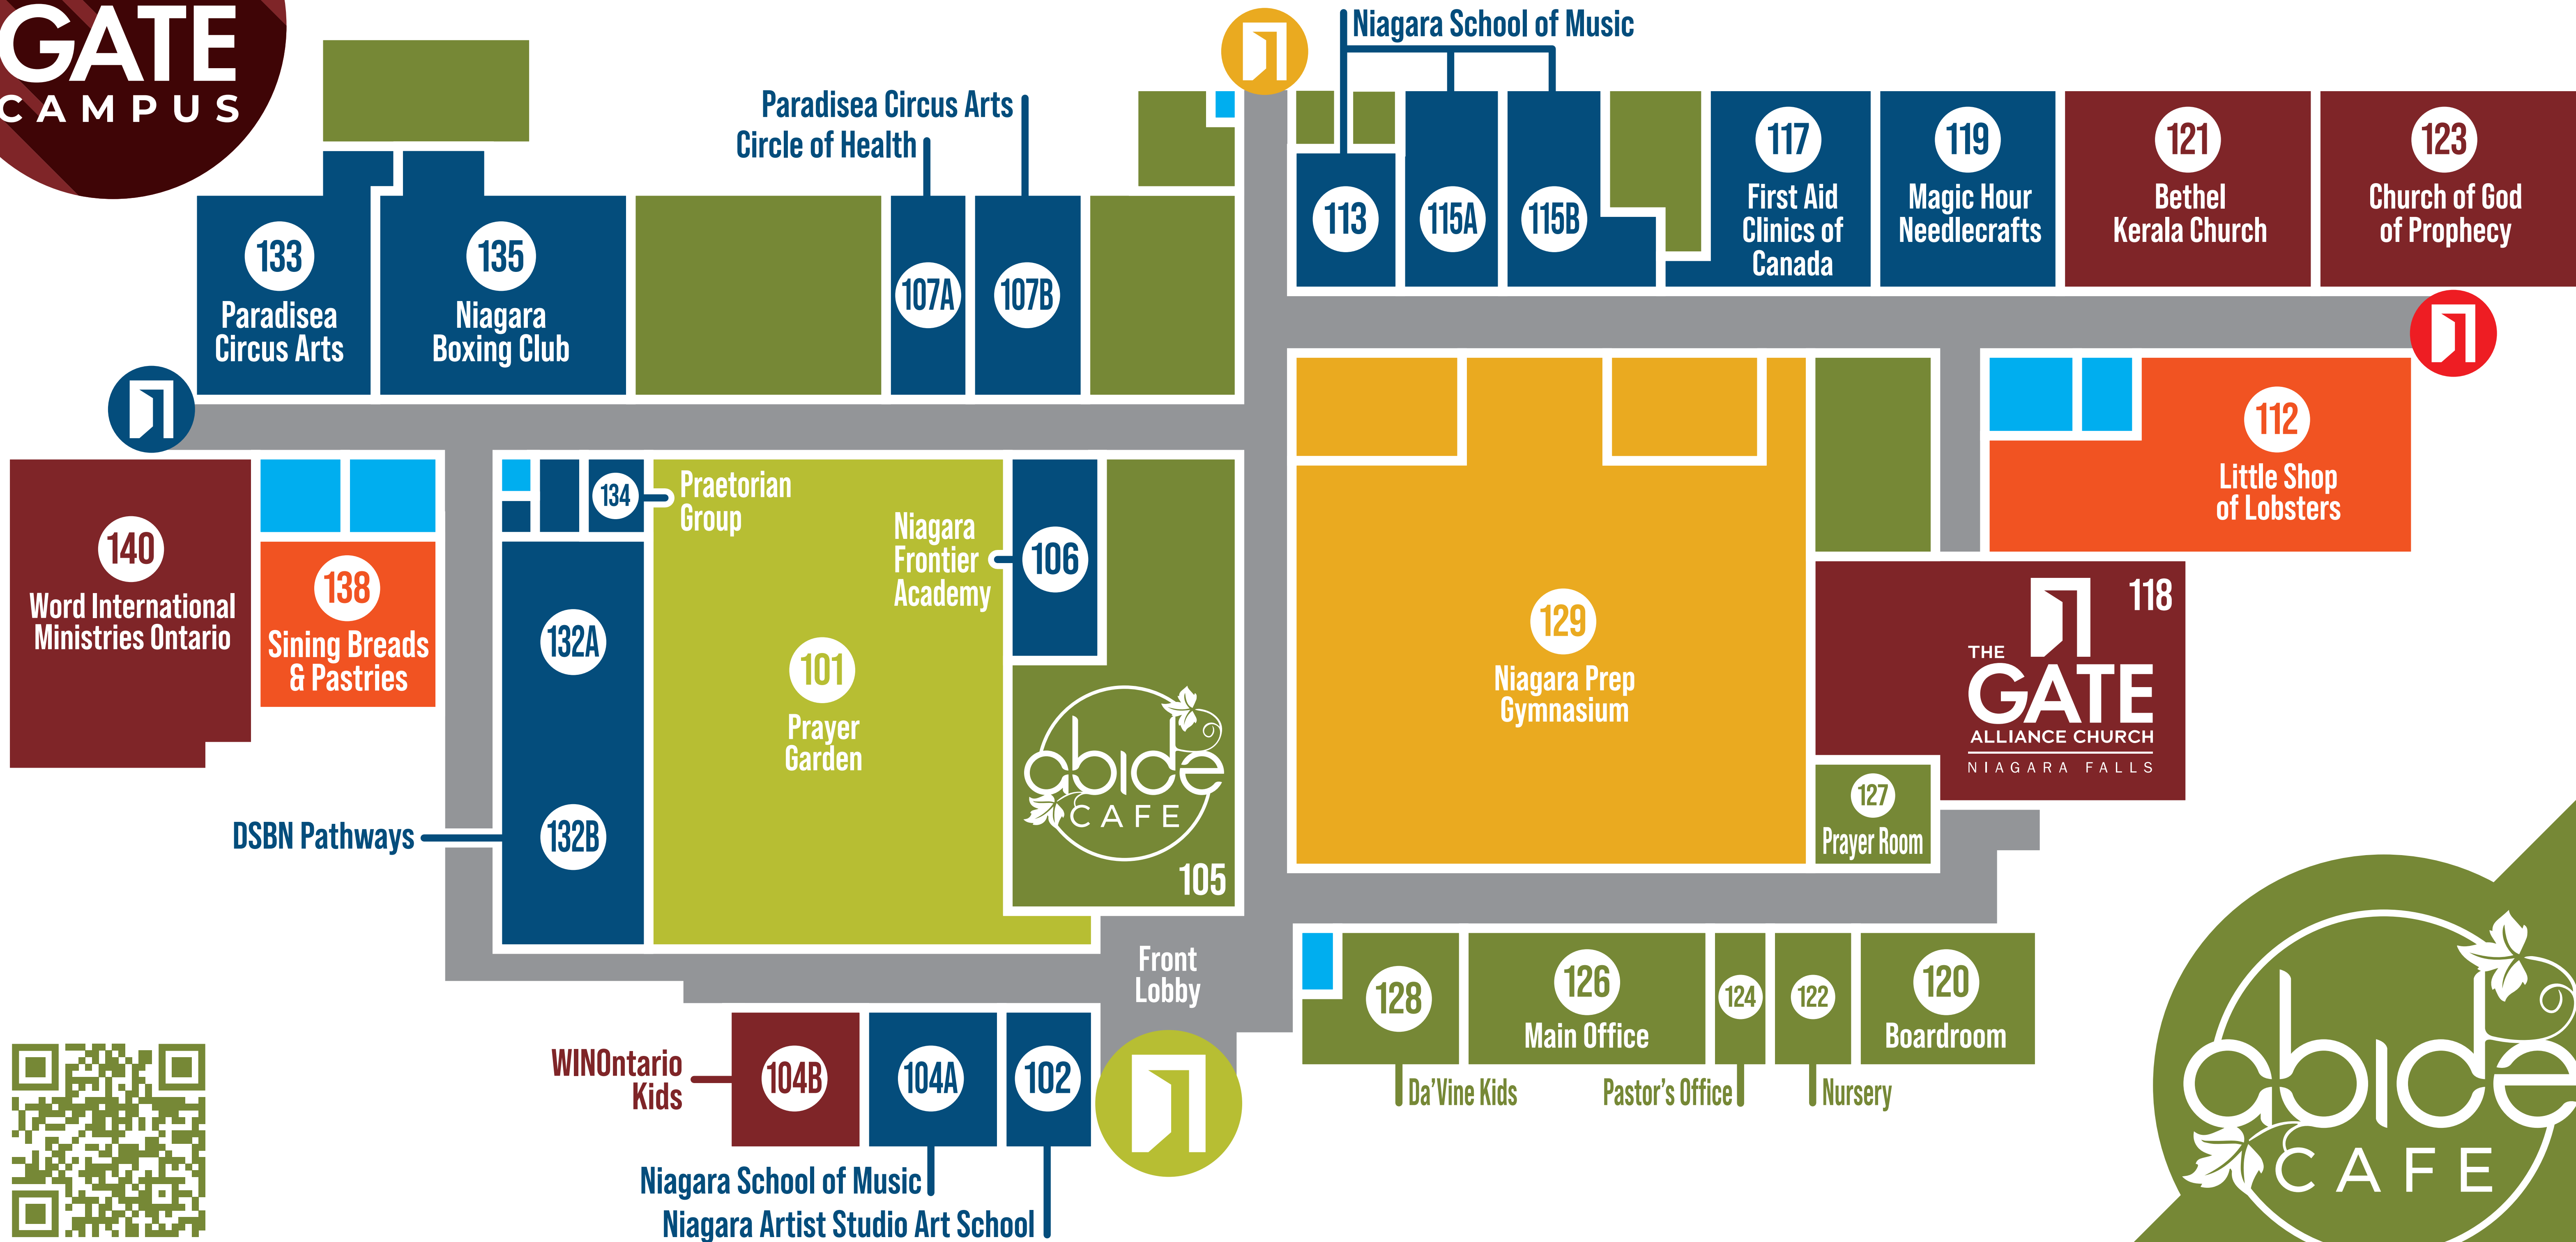 GATE
CAMPUS
Niagara School of Music
Paradisea Circus Arts
Circle of Health
133
Paradisea
Circus Arts
135
Niagara
Boxing Club
107A
107B
113
115A
115B
117
First Aid
Clinics of
Canada
119
Magic Hour
Needlecrafts
121
Bethel
Kerala Church
123
Church of God
of Prophecy
140
Word International
Ministries Ontario
138
Sining Breads
& Pastries
134
Praetorian
Group
132A
132B
DSBN Pathways
101
Prayer
Garden
Niagara
Frontier
Academy
106
abide
CAFE
105
129
Niagara Prep
Gymnasium
112
Little Shop
of Lobsters
118
THE
GATE
ALLIANCE CHURCH
NIAGARA FALLS
127
Prayer Room
Front
Lobby
128
Da'Vine Kids
126
Main Office
124
Pastor's Office
122
Nursery
120
Boardroom
WINOntario
Kids
104B
104A
102
Niagara School of Music
Niagara Artist Studio Art School
abide
CAFE